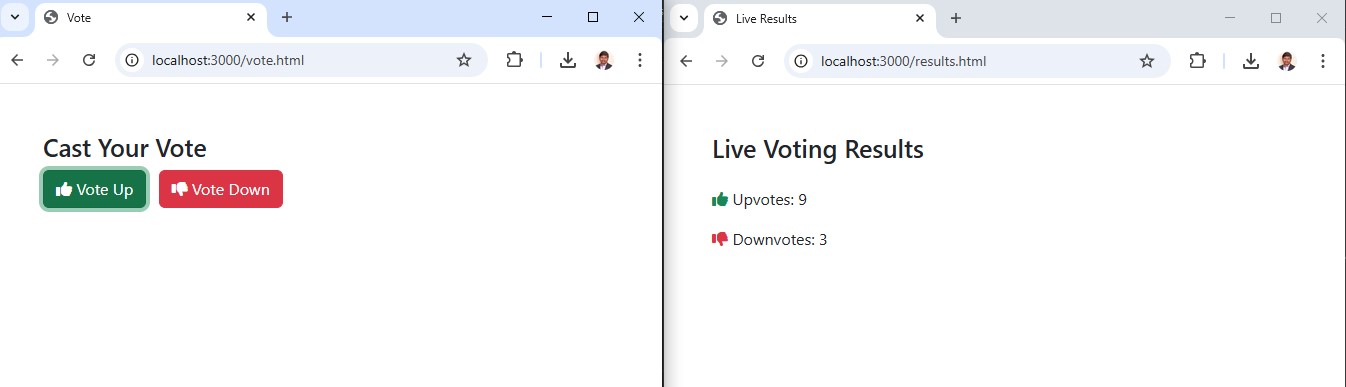 Vote
localhost:3000/vote.html
Cast Your Vote
Vote Up
Vote Down
Live Results
localhost:3000/results.html
Live Voting Results
Upvotes: 9
Downvotes: 3